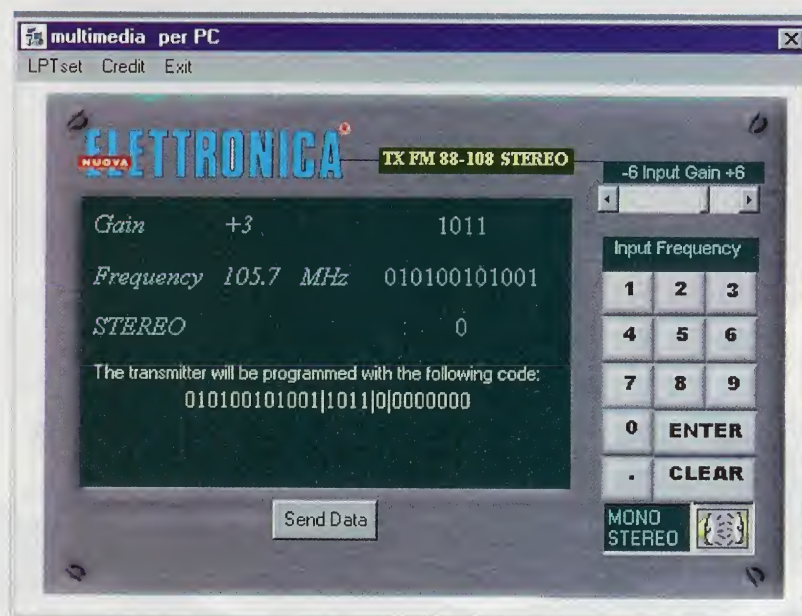 multimedia per PC
LPTset Credit Exit
NUOVA ELETTRONICA
TX FM 88-108 STEREO
-6 Input Gain +6
Gain +3 1011
Frequency 105.7 MHz 010100101001
STEREO 0
The transmitter will be programmed with the following code:
010100101001|1011|0|0000000
Send Data
Input Frequency
1 2 3
4 5 6
7 8 9
0 ENTER
. CLEAR
MONO
STEREO